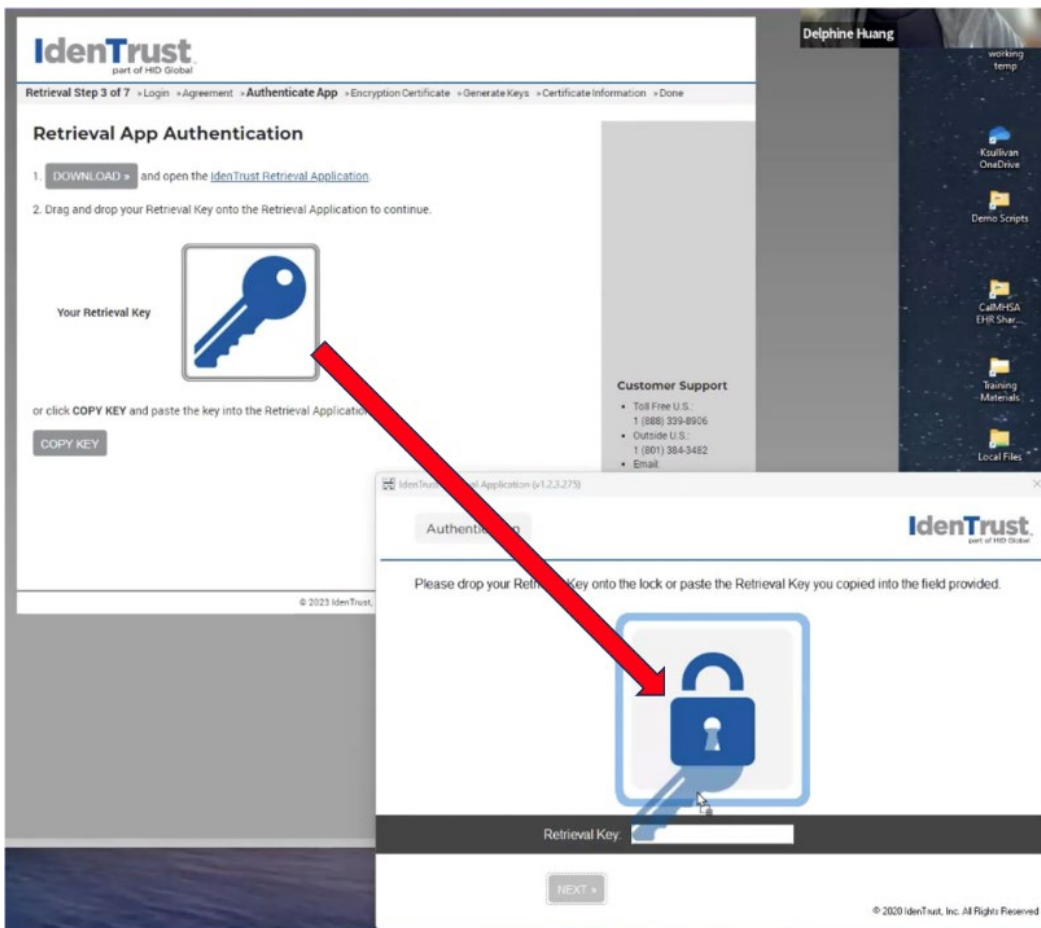 Delphine Huang
working
temp
IdenTrust
part of HID Global
Retrieval Step 3 of 7 »Login »Agreement »Authenticate App »Encryption Certificate »Generate Keys »Certificate Information »Done
Retrieval App Authentication
1. DOWNLOAD » and open the IdenTrust Retrieval Application.
2. Drag and drop your Retrieval Key onto the Retrieval Application to continue.
Your Retrieval Key
or click COPY KEY and paste the key into the Retrieval Application
COPY KEY
Customer Support
• Toll Free U.S.:
1 (888) 339-8906
• Outside U.S.:
1 (801) 384-3482
• Email:
Ksullivan
OneDrive
Demo Scripts
CalMHSA
EHR Shar...
Training
Materials
Local Files
© 2023 IdenTrust,
IdenTrust Retrieval Application (v1.2.3.275)
Authentication
IdenTrust
part of HID Global
Please drop your Retrieval Key onto the lock or paste the Retrieval Key you copied into the field provided.
Retrieval Key:
NEXT »
© 2020 IdenTrust, Inc. All Rights Reserved